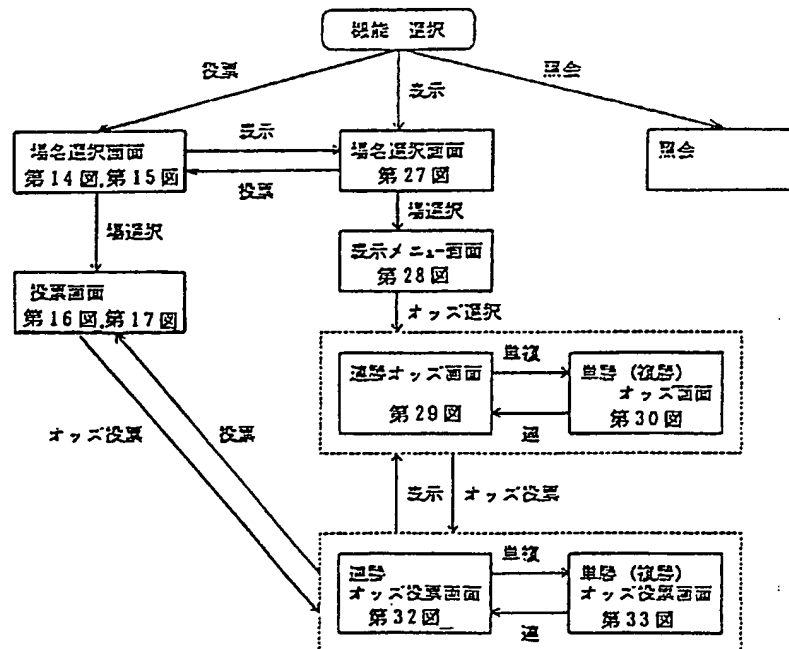 機能 選択
投票
表示
照会
場名選択画面
第14図,第15図
表示
投票
場名選択画面
第27図
照会
場選択
場選択
表示メニュー画面
第28図
投票画面
第16図,第17図
オッズ選択
連勝オッズ画面
第29図
単複
連
単勝(複勝)
オッズ画面
第30図
オッズ投票
投票
表示
オッズ投票
連勝
オッズ投票画面
第32図
単複
連
単勝(複勝)
オッズ投票画面
第33図